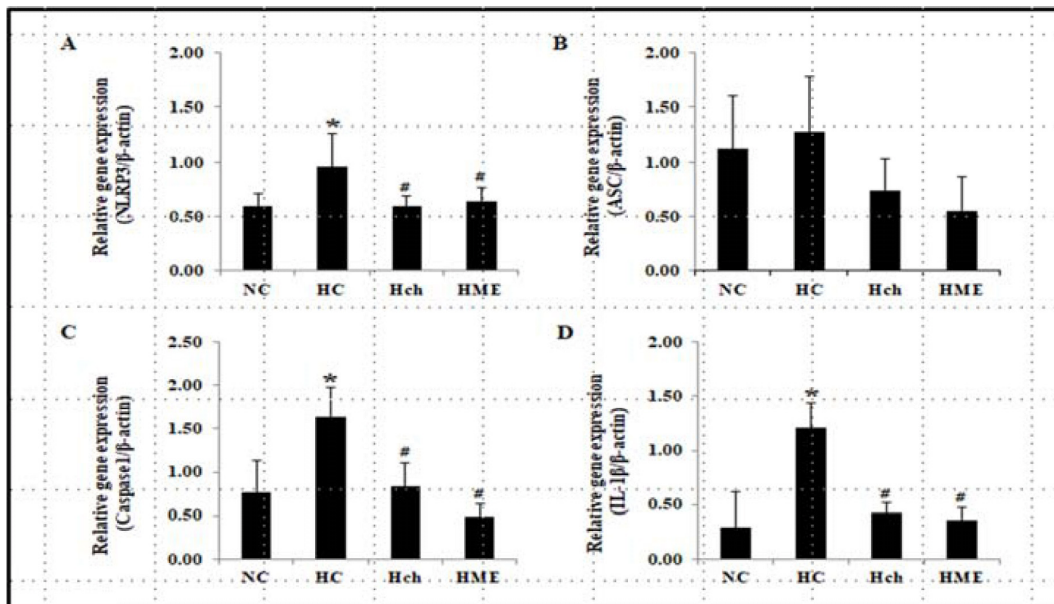 A
Relative gene expression
(NLRP3/β-actin)
2.00
1.50
1.00
0.50
0.00
*
#
#
NC HC Hch HME
B
Relative gene expression
(ASC/β-actin)
2.00
1.50
1.00
0.50
0.00
NC HC Hch HME
C
Relative gene expression
(Caspase1/β-actin)
2.50
2.00
1.50
1.00
0.50
0.00
*
#
#
NC HC Hch HME
D
Relative gene expression
(IL-1β/β-actin)
2.00
1.50
1.00
0.50
0.00
*
#
#
NC HC Hch HME